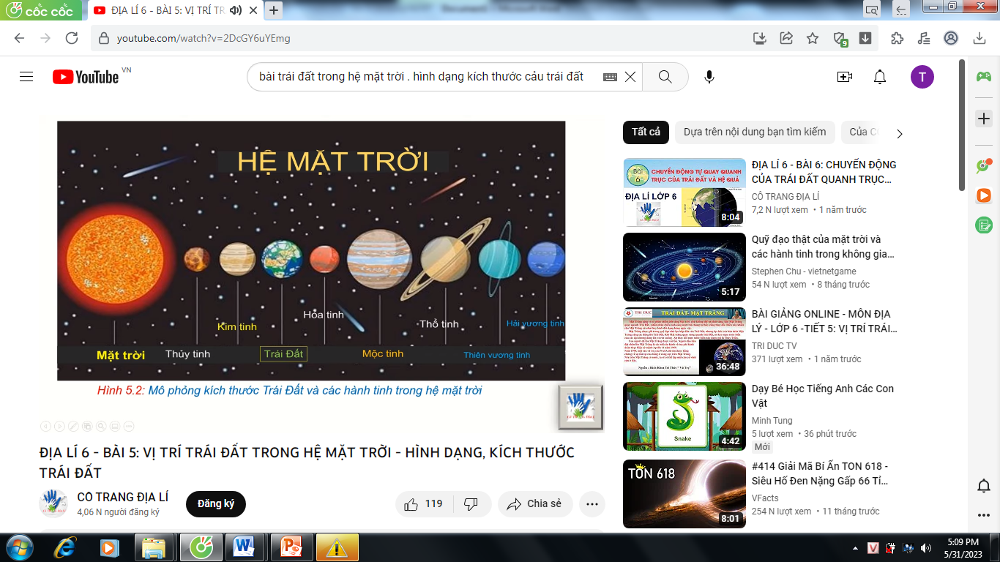 cốc cốc
ĐỊA LÍ 6 - BÀI 5: VỊ TRÍ TR
youtube.com/watch?v=2DcGY6uYEmg
9
YouTube VN
bài trái đất trong hệ mặt trời . hình dạng kích thước cảu trái đất
T
HỆ MẶT TRỜI
Hỏa tinh
Kim tinh
Thổ tinh
Hải vương tinh
Mặt trời
Thủy tinh
Trái Đất
Mộc tinh
Thiên vương tinh
Hình 5.2: Mô phỏng kích thước Trái Đất và các hành tinh trong hệ mặt trời
ĐỊA LÍ 6 - BÀI 5: VỊ TRÍ TRÁI ĐẤT TRONG HỆ MẶT TRỜI - HÌNH DẠNG, KÍCH THƯỚC
TRÁI ĐẤT
CÔ TRANG ĐỊA LÍ
4,06 N người đăng ký
Đăng ký
119
Chia sẻ
Tất cả
Dựa trên nội dung bạn tìm kiếm
Của C
Bài 6:
CHUYỂN ĐỘNG TỰ QUAY QUANH
TRỤC CỦA TRÁI ĐẤT VÀ HỆ QUẢ
ĐỊA LÍ LỚP 6
8:04
ĐỊA LÍ 6 - BÀI 6: CHUYỂN ĐỘNG
CỦA TRÁI ĐẤT QUANH TRỤC...
CÔ TRANG ĐỊA LÍ
7,2 N lượt xem • 1 năm trước
5:17
Quỹ đạo thật của mặt trời và
các hành tinh trong không gia...
Stephen Chu - vietnetgame
54 N lượt xem • 8 tháng trước
TRI DUC
TRÁI ĐẤT- MẶT TRĂNG
36:48
BÀI GIẢNG ONLINE - MÔN ĐỊA
LÝ - LỚP 6 -TIẾT 5: VỊ TRÍ TRÁI...
TRI DUC TV
371 lượt xem • 1 năm trước
Snake
4:42
Dạy Bé Học Tiếng Anh Các Con
Vật
Minh Tung
5 lượt xem • 36 phút trước
Mới
TON 618
8:01
#414 Giải Mã Bí Ẩn TON 618 -
Siêu Hố Đen Nặng Gấp 66 Tỉ...
VFacts
254 N lượt xem • 11 tháng trước
5:09 PM
5/31/2023